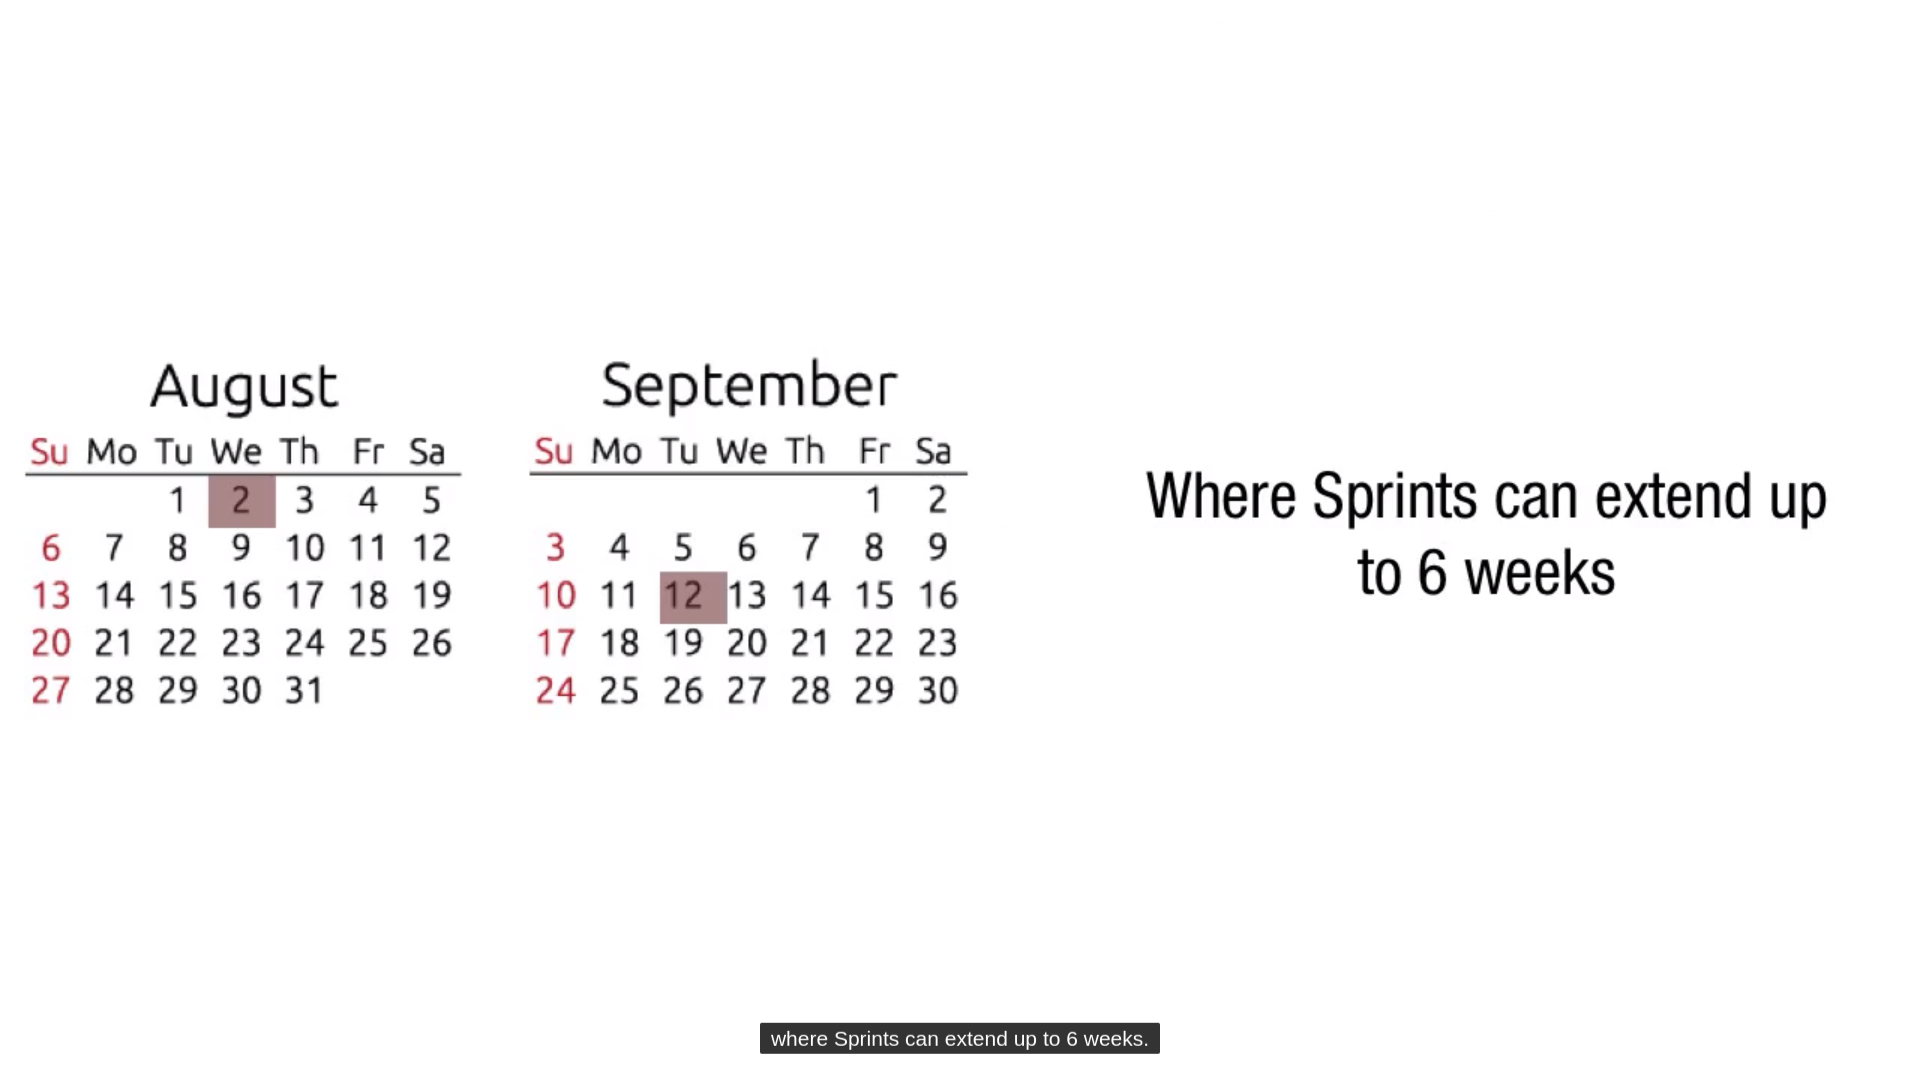 August
Su Mo Tu We Th Fr Sa
1 2 3 4 5
6 7 8 9 10 11 12
13 14 15 16 17 18 19
20 21 22 23 24 25 26
27 28 29 30 31
September
Su Mo Tu We Th Fr Sa
1 2
3 4 5 6 7 8 9
10 11 12 13 14 15 16
17 18 19 20 21 22 23
24 25 26 27 28 29 30
Where Sprints can extend up
to 6 weeks
where Sprints can extend up to 6 weeks.